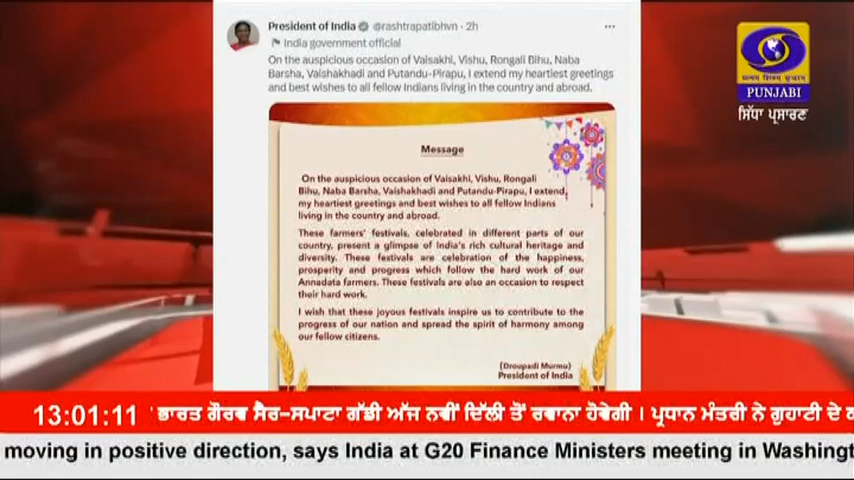 President of India @rashtrapatibhvn · 2h
India government official
On the auspicious occasion of Vaisakhi, Vishu, Rongali Bihu, Naba
Barsha, Vaishakhadi and Putandu-Pirapu, I extend my heartiest greetings
and best wishes to all fellow Indians living in the country and abroad.
Message
On the auspicious occasion of Vaisakhi, Vishu, Rongali
Bihu, Naba Barsha, Vaishakhadi and Putandu-Pirapu, I extend,
my heartiest greetings and best wishes to all fellow Indians
living in the country and abroad.
These farmers' festivals, celebrated in different parts of our
country, present a glimpse of India's rich cultural heritage and
diversity. These festivals are celebration of the happiness,
prosperity and progress which follow the hard work of our
Annadata farmers. These festivals are also an occasion to respect
their hard work.
I wish that these joyous festivals inspire us to contribute to the
progress of our nation and spread the spirit of harmony among
our fellow citizens.
(Droupadi Murmu)
President of India
सत्यम् शिवम् सुन्दरम्
PUNJABI
ਸਿੱਧਾ ਪ੍ਰਸਾਰਣ
13:01:11 ਭਾਰਤ ਗੌਰਵ ਸੈਰ-ਸਪਾਟਾ ਗੱਡੀ ਅੱਜ ਨਵੀਂ ਦਿੱਲੀ ਤੋਂ ਰਵਾਨਾ ਹੋਵੇਗੀ । ਪ੍ਰਧਾਨ ਮੰਤਰੀ ਨੇ ਗੁਹਾਟੀ ਦੇ
moving in positive direction, says India at G20 Finance Ministers meeting in Washingt